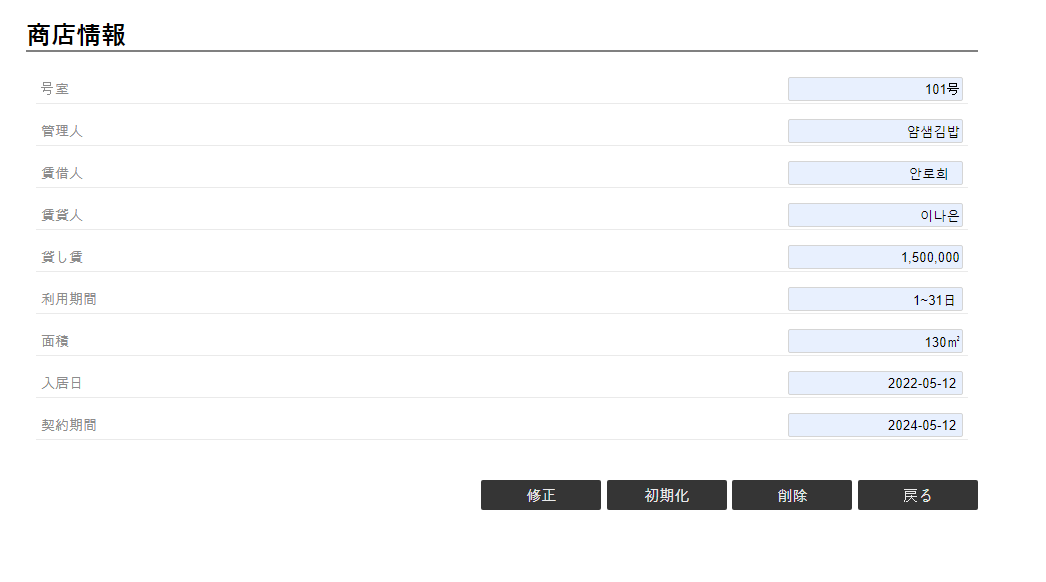 商店情報
号室 101号
管理人 얌샘김밥
賃借人 안로희
賃貸人 이나은
貸し賃 1,500,000
利用期間 1~31日
面積 130㎡
入居日 2022-05-12
契約期間 2024-05-12
修正 初期化 削除 戻る